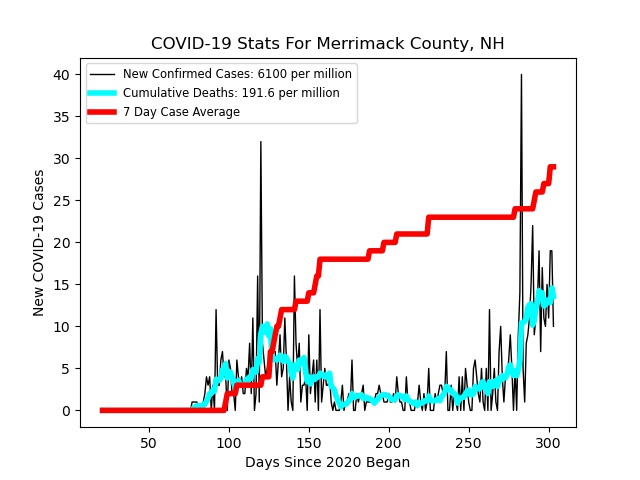 COVID-19 Stats For Merrimack County, NH
New Confirmed Cases: 6100 per million
Cumulative Deaths: 191.6 per million
7 Day Case Average
New COVID-19 Cases
40
35
30
25
20
15
10
5
0
50 100 150 200 250 300
Days Since 2020 Began